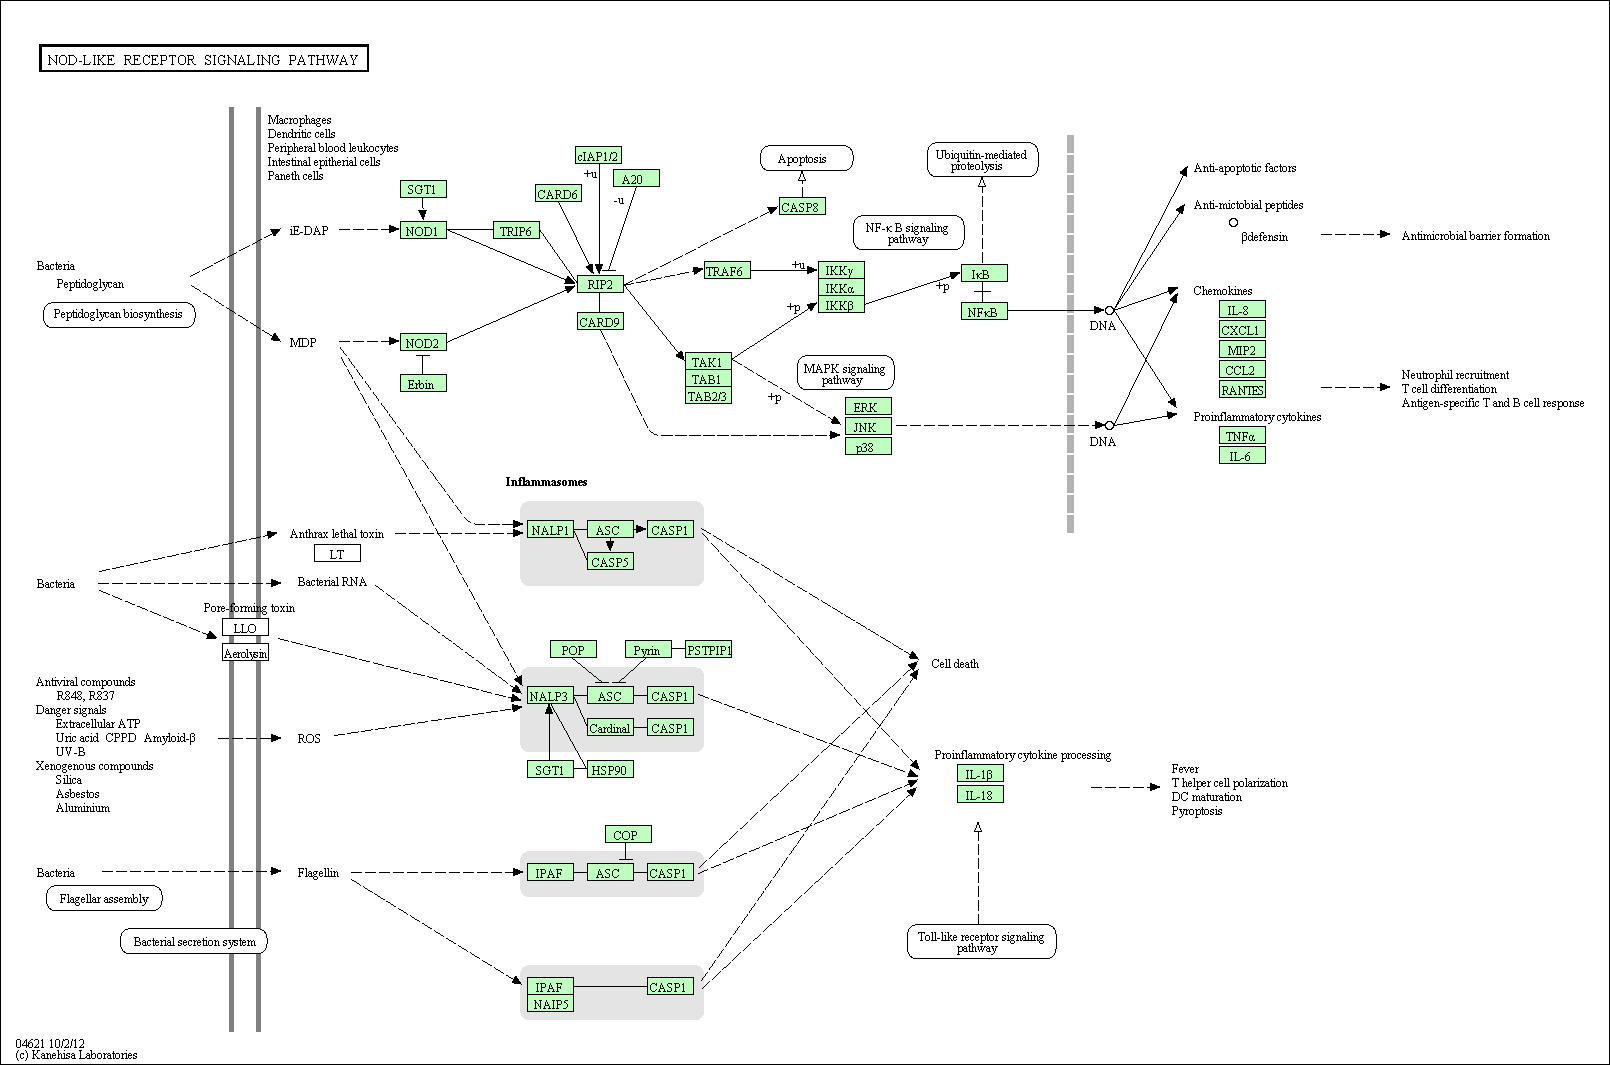 NOD-LIKE RECEPTOR SIGNALING PATHWAY
Macrophages
Dendritic cells
Peripheral blood leukocytes
Intestinal epitherial cells
Paneth cells
SGT1
NOD1
TRIP6
CARD6
cIAP1/2
+u
A20
-u
RIP2
CARD9
Apoptosis
CASP8
Ubiquitin-mediated
proteolysis
NF-κ B signaling
pathway
TRAF6
+u
IKKγ
IKKα
IKKβ
+p
+p
IκB
NFκB
DNA
Anti-apoptotic factors
Anti-mictobial peptides
βdefensin
Antimicrobial barrier formation
Bacteria
Peptidoglycan
Peptidoglycan biosynthesis
iE-DAP
MDP
NOD2
Erbin
TAK1
TAB1
TAB2/3
+p
MAPK signaling
pathway
ERK
JNK
p38
DNA
Chemokines
IL-8
CXCL1
MIP2
CCL2
RANTES
Proinflammatory cytokines
TNFα
IL-6
Neutrophil recruitment
T cell differentiation
Antigen-specific T and B cell response
Inflammasomes
Bacteria
Anthrax lethal toxin
LT
Bacterial RNA
Pore-forming toxin
LLO
Aerolysin
NALP1
ASC
CASP1
CASP5
Antiviral compounds
R848, R837
Danger signals
Extracellular ATP
Uric acid CPPD Amyloid-β
UV-B
Xenogenous compounds
Silica
Asbestos
Aluminium
ROS
POP
Pyrin
PSTPIP1
NALP3
ASC
CASP1
Cardinal
CASP1
SGT1
HSP90
Cell death
Proinflammatory cytokine processing
IL-1β
IL-18
Fever
T helper cell polarization
DC maturation
Pyroptosis
Bacteria
Flagellar assembly
Bacterial secretion system
Flagellin
COP
IPAF
ASC
CASP1
IPAF
NAIP5
CASP1
Toll-like receptor signaling
pathway
04621 10/2/12
(c) Kanehisa Laboratories